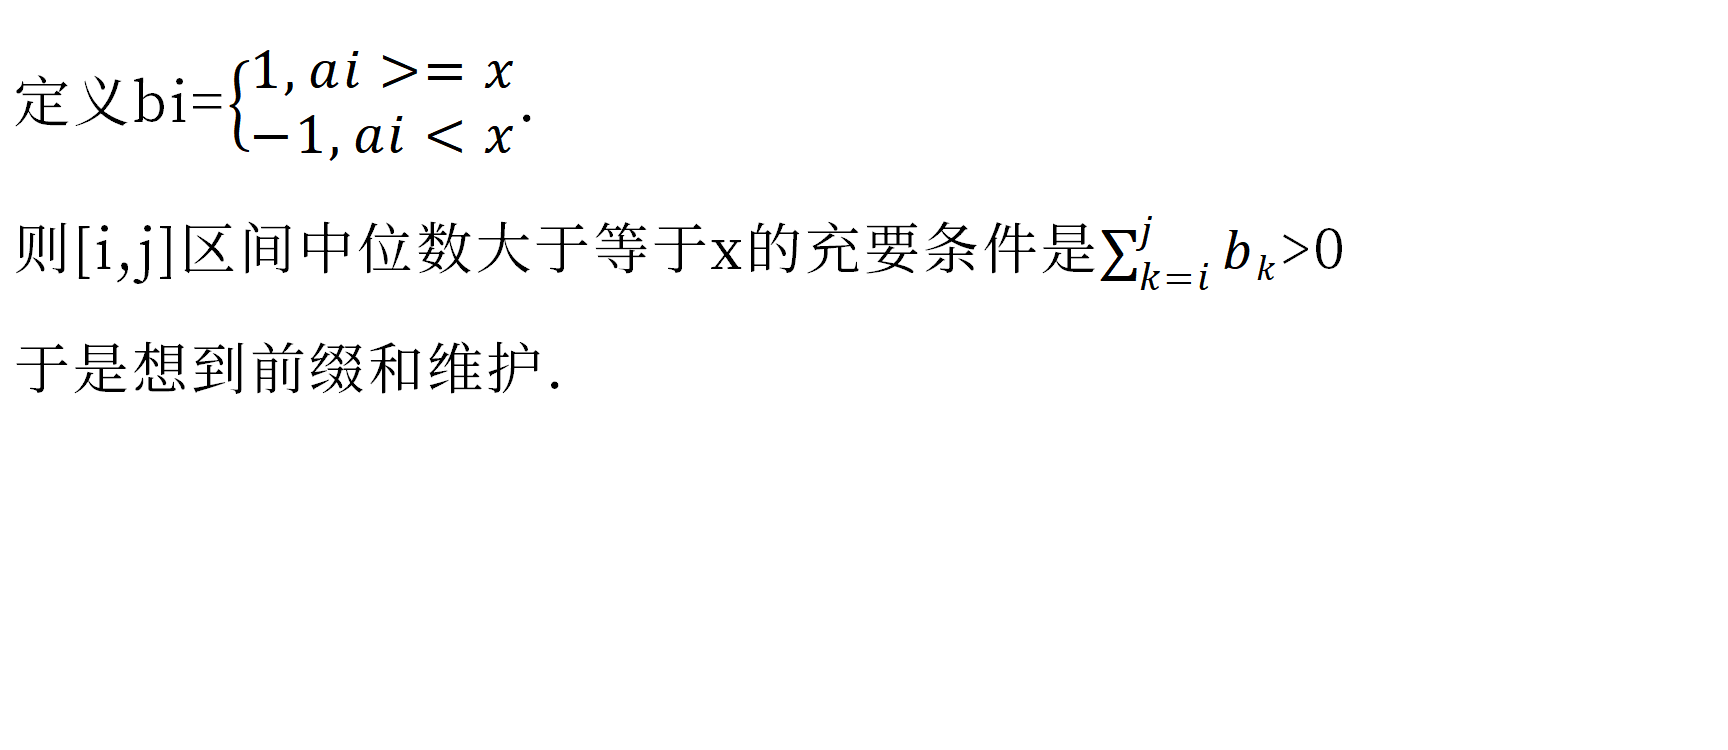 定义bi={1,ai >= x
−1,ai < x.
则[i,j]区间中位数大于等于x的充要条件是∑_{k=i}^{j} b_k>0
于是想到前缀和维护.